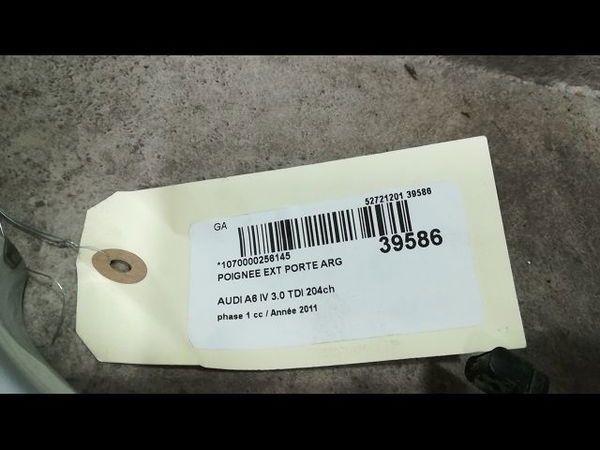 52721201 39586
GA
*1070000256145
39586
POIGNEE EXT PORTE ARG
AUDI A6 IV 3.0 TDI 204ch
phase 1 cc / Année 2011